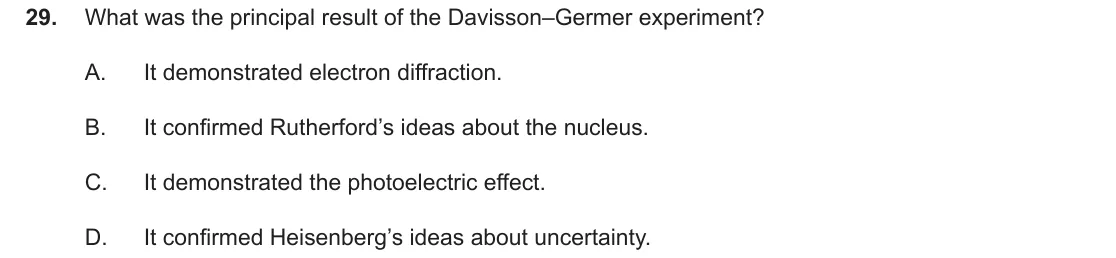 29. What was the principal result of the Davisson–Germer experiment?
A. It demonstrated electron diffraction.
B. It confirmed Rutherford’s ideas about the nucleus.
C. It demonstrated the photoelectric effect.
D. It confirmed Heisenberg’s ideas about uncertainty.